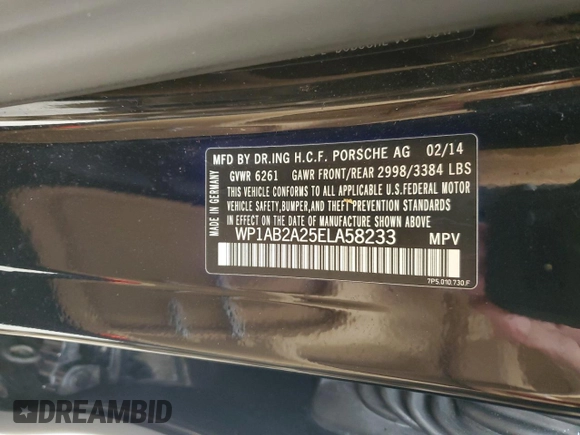 MFD BY DR.ING H.C.F. PORSCHE AG 02/14
GVWR 6261 GAWR FRONT/REAR 2998/3384 LBS
THIS VEHICLE CONFORMS TO ALL APPLICABLE U.S.FEDERAL MOTOR
VEHICLE SAFETY,BUMPER,AND THEFT PREVENTION STANDARDS
IN EFFECT ON THE DATE OF MANUFACTURE SHOWN ABOVE.
WP1AB2A25ELA58233 MPV
7P5.010.730.F
MADE IN GERMANY
DREAMBID